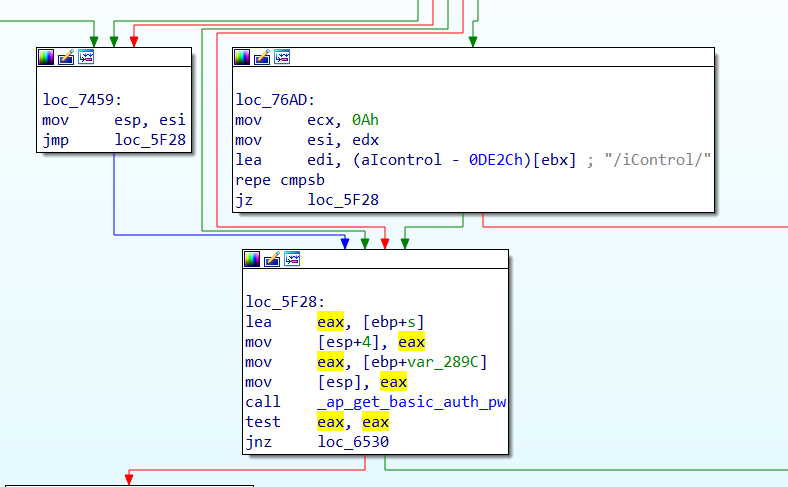 loc_7459:
mov esp, esi
jmp loc_5F28
loc_76AD:
mov ecx, 0Ah
mov esi, edx
lea edi, (aIcontrol - 0DE2Ch)[ebx] ; "/iControl/"
repe cmpsb
jz loc_5F28
loc_5F28:
lea eax, [ebp+s]
mov [esp+4], eax
mov eax, [ebp+var_289C]
mov [esp], eax
call _ap_get_basic_auth_pw
test eax, eax
jnz loc_6530